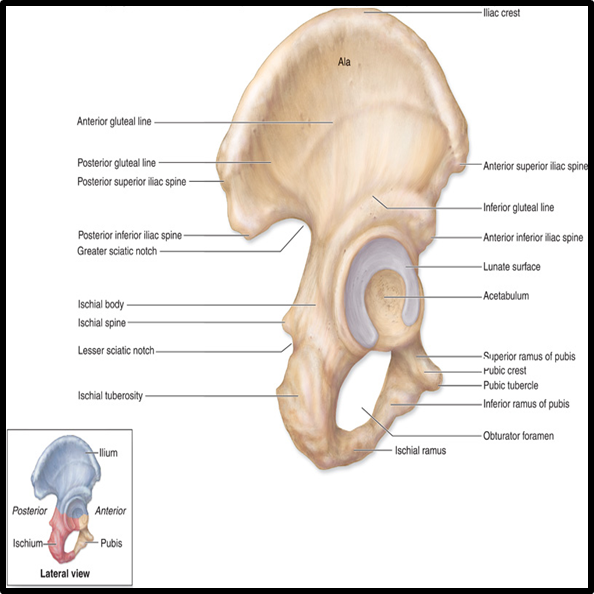 Iliac crest
Ala
Anterior gluteal line
Posterior gluteal line
Anterior superior iliac spine
Posterior superior iliac spine
Inferior gluteal line
Posterior inferior iliac spine
Anterior inferior iliac spine
Greater sciatic notch
Lunate surface
Acetabulum
Ischial body
Ischial spine
Lesser sciatic notch
Superior ramus of pubis
Pubic crest
Pubic tubercle
Ischial tuberosity
Inferior ramus of pubis
Obturator foramen
Ischial ramus
Ilium
Posterior
Anterior
Ischium
Pubis
Lateral view